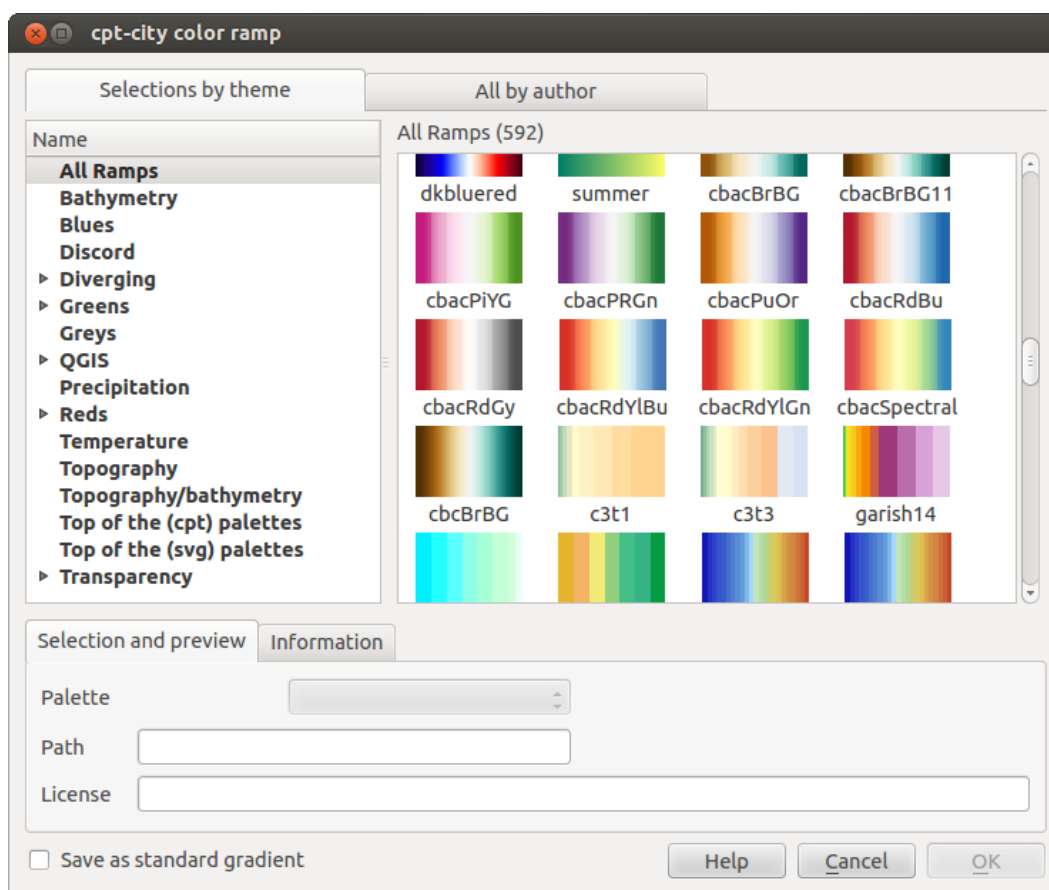 cpt-city color ramp
Selections by theme
All by author
Name
All Ramps
Bathymetry
Blues
Discord
Diverging
Greens
Greys
QGIS
Precipitation
Reds
Temperature
Topography
Topography/bathymetry
Top of the (cpt) palettes
Top of the (svg) palettes
Transparency
All Ramps (592)
dkbluered summer cbacBrBG cbacBrBG11
cbacPiYG cbacPRGn cbacPuOr cbacRdBu
cbacRdGy cbacRdYlBu cbacRdYlGn cbacSpectral
cbcBrBG c3t1 c3t3 garish14
Selection and preview
Information
Palette
Path
License
Save as standard gradient
Help Cancel OK